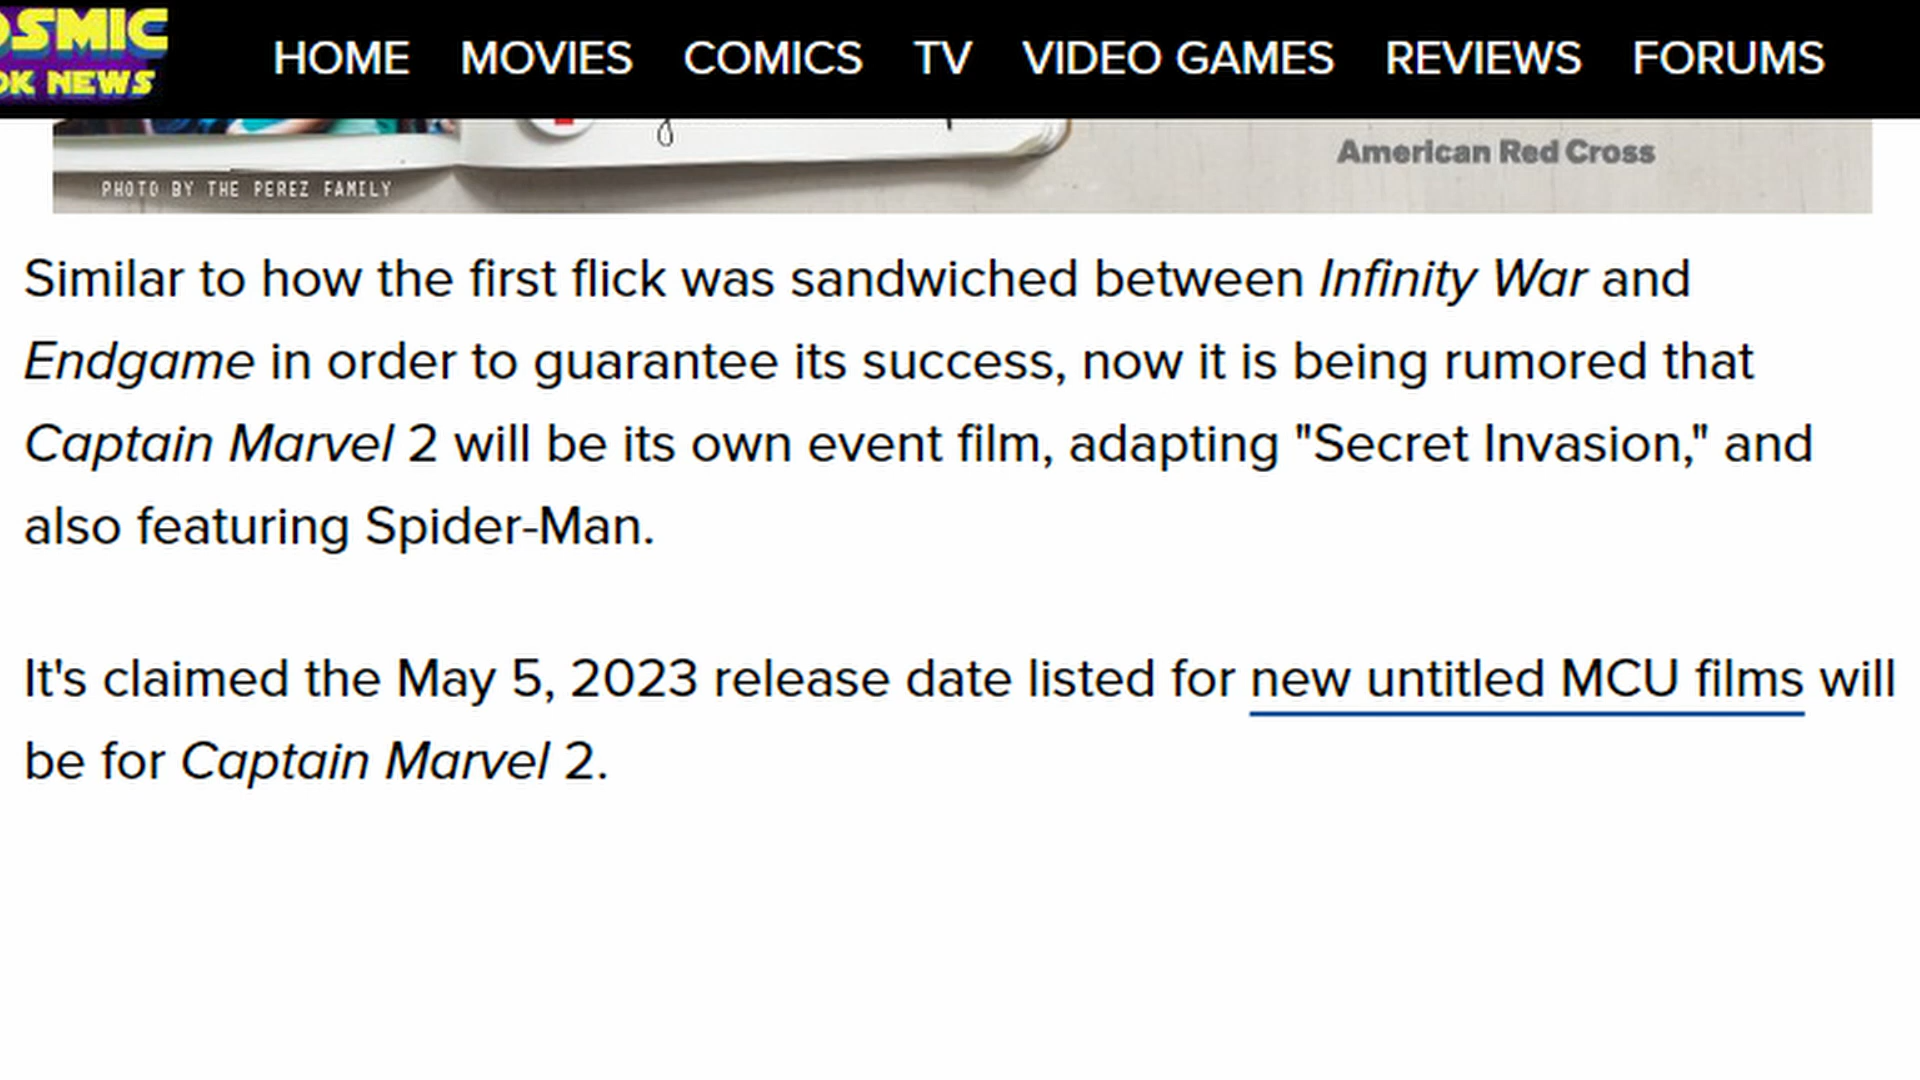 OSMIC
OK NEWS
HOME MOVIES COMICS TV VIDEO GAMES REVIEWS FORUMS
American Red Cross
PHOTO BY THE PEREZ FAMILY
Similar to how the first flick was sandwiched between Infinity War and
Endgame in order to guarantee its success, now it is being rumored that
Captain Marvel 2 will be its own event film, adapting "Secret Invasion," and
also featuring Spider-Man.
It's claimed the May 5, 2023 release date listed for new untitled MCU films will
be for Captain Marvel 2.